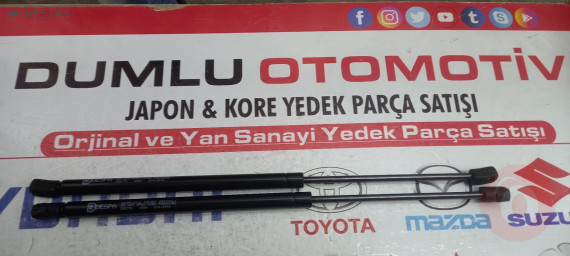 DUMLU OTOMOTİV
JAPON & KORE YEDEK PARÇA SATIŞI
Orjinal ve Yan Sanayi Yedek Parça Satışı
TOYOTA
mazda
SUZU